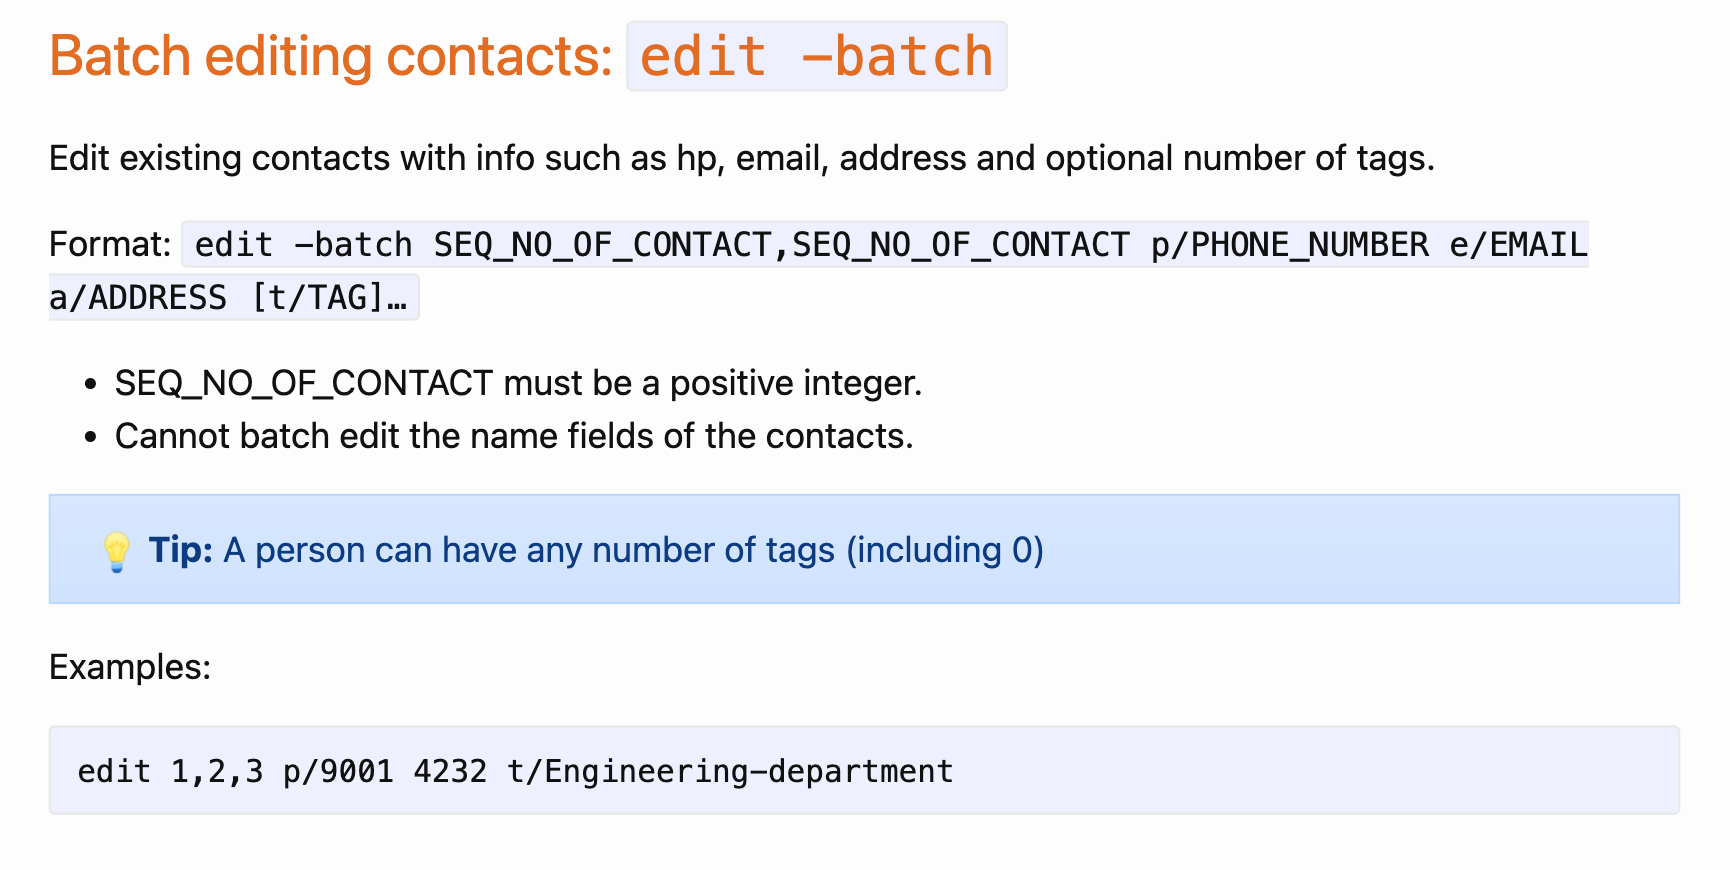 Batch editing contacts: edit -batch
Edit existing contacts with info such as hp, email, address and optional number of tags.
Format: edit -batch SEQ_NO_OF_CONTACT,SEQ_NO_OF_CONTACT p/PHONE_NUMBER e/EMAIL
a/ADDRESS [t/TAG]…
• SEQ_NO_OF_CONTACT must be a positive integer.
• Cannot batch edit the name fields of the contacts.
💡 Tip: A person can have any number of tags (including 0)
Examples:
edit 1,2,3 p/9001 4232 t/Engineering-department